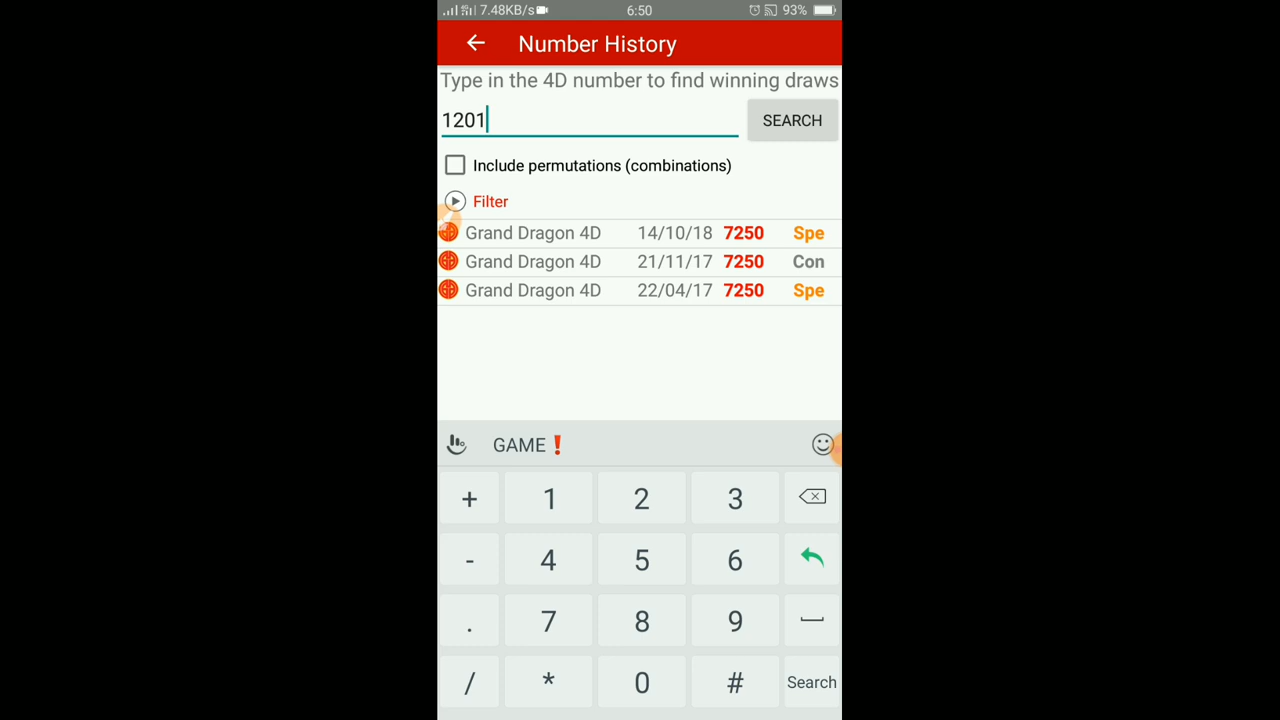 7.48KB/s 6:50 93%
Number History
Type in the 4D number to find winning draws
1201 SEARCH
Include permutations (combinations)
Filter
Grand Dragon 4D 14/10/18 7250 Spe
Grand Dragon 4D 21/11/17 7250 Con
Grand Dragon 4D 22/04/17 7250 Spe
GAME❗
+ 1 2 3
- 4 5 6
. 7 8 9
/ * 0 # Search